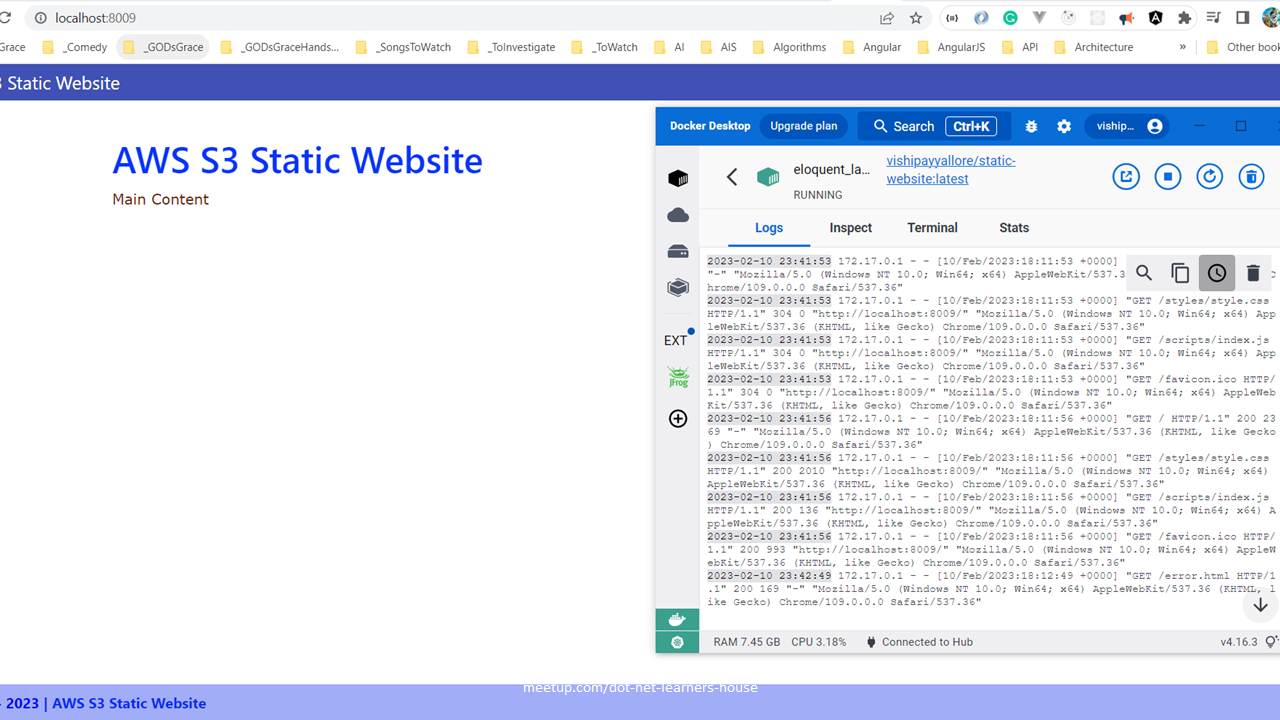 localhost:8009
Grace
_Comedy
_GODsGrace
_GODsGraceHands...
_SongsToWatch
_ToInvestigate
_ToWatch
AI
AIS
Algorithms
Angular
AngularJS
API
Architecture
»
Other book
3 Static Website
AWS S3 Static Website
Main Content
Docker Desktop
Upgrade plan
Search
Ctrl+K
viship...
eloquent_la...
RUNNING
vishipayyallore/static-
website:latest
Logs
Inspect
Terminal
Stats
2023-02-10 23:41:53 172.17.0.1 - - [10/Feb/2023:18:11:53 +0000]
"-" "Mozilla/5.0 (Windows NT 10.0; Win64; x64) AppleWebKit/537.3 C
hrome/109.0.0.0 Safari/537.36"
2023-02-10 23:41:53 172.17.0.1 - - [10/Feb/2023:18:11:53 +0000] "GET /styles/style.css
HTTP/1.1" 304 0 "http://localhost:8009/" "Mozilla/5.0 (Windows NT 10.0; Win64; x64) App
leWebKit/537.36 (KHTML, like Gecko) Chrome/109.0.0.0 Safari/537.36"
2023-02-10 23:41:53 172.17.0.1 - - [10/Feb/2023:18:11:53 +0000] "GET /scripts/index.js
HTTP/1.1" 304 0 "http://localhost:8009/" "Mozilla/5.0 (Windows NT 10.0; Win64; x64) App
leWebKit/537.36 (KHTML, like Gecko) Chrome/109.0.0.0 Safari/537.36"
2023-02-10 23:41:53 172.17.0.1 - - [10/Feb/2023:18:11:53 +0000] "GET /favicon.ico HTTP/
1.1" 304 0 "http://localhost:8009/" "Mozilla/5.0 (Windows NT 10.0; Win64; x64) AppleWeb
Kit/537.36 (KHTML, like Gecko) Chrome/109.0.0.0 Safari/537.36"
2023-02-10 23:41:56 172.17.0.1 - - [10/Feb/2023:18:11:56 +0000] "GET / HTTP/1.1" 200 23
69 "-" "Mozilla/5.0 (Windows NT 10.0; Win64; x64) AppleWebKit/537.36 (KHTML, like Gecko
) Chrome/109.0.0.0 Safari/537.36"
2023-02-10 23:41:56 172.17.0.1 - - [10/Feb/2023:18:11:56 +0000] "GET /styles/style.css
HTTP/1.1" 200 2010 "http://localhost:8009/" "Mozilla/5.0 (Windows NT 10.0; Win64; x64)
AppleWebKit/537.36 (KHTML, like Gecko) Chrome/109.0.0.0 Safari/537.36"
2023-02-10 23:41:56 172.17.0.1 - - [10/Feb/2023:18:11:56 +0000] "GET /scripts/index.js
HTTP/1.1" 200 136 "http://localhost:8009/" "Mozilla/5.0 (Windows NT 10.0; Win64; x64) A
ppleWebKit/537.36 (KHTML, like Gecko) Chrome/109.0.0.0 Safari/537.36"
2023-02-10 23:41:56 172.17.0.1 - - [10/Feb/2023:18:11:56 +0000] "GET /favicon.ico HTTP/
1.1" 200 993 "http://localhost:8009/" "Mozilla/5.0 (Windows NT 10.0; Win64; x64) AppleW
ebKit/537.36 (KHTML, like Gecko) Chrome/109.0.0.0 Safari/537.36"
2023-02-10 23:42:49 172.17.0.1 - - [10/Feb/2023:18:12:49 +0000] "GET /error.html HTTP/1
.1" 200 169 "-" "Mozilla/5.0 (Windows NT 10.0; Win64; x64) AppleWebKit/537.36 (KHTML, l
ike Gecko) Chrome/109.0.0.0 Safari/537.36"
EXT
JFrog
RAM 7.45 GB CPU 3.18% Connected to Hub
v4.16.3
meetup.com/dot-net-learners-house
- 2023 | AWS S3 Static Website